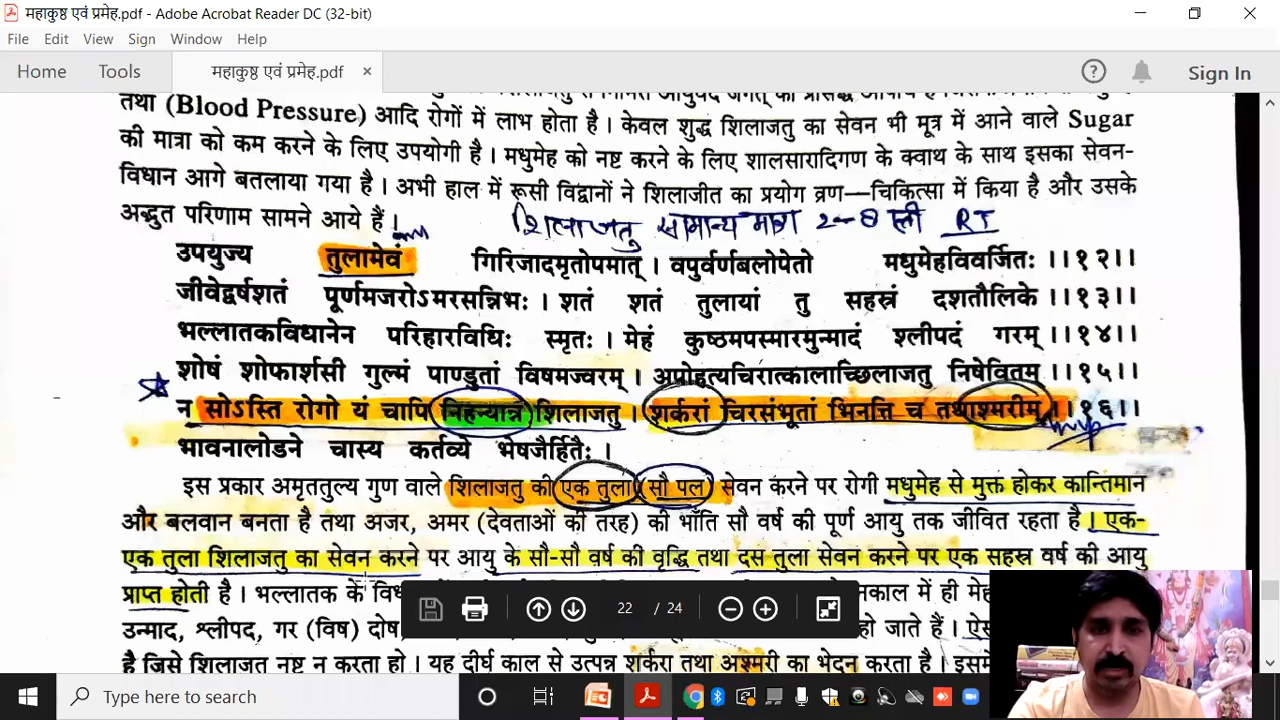 महाकुष्ठ एवं प्रमेह.pdf - Adobe Acrobat Reader DC (32-bit)
File Edit View Sign Window Help
Home Tools महाकुष्ठ एवं प्रमेह.pdf × Sign In
तथा (Blood Pressure) आदि रोगों में लाभ होता है। केवल शुद्ध शिलाजतु का सेवन भी मूत्र में आने वाले Sugar
की मात्रा को कम करने के लिए उपयोगी है। मधुमेह को नष्ट करने के लिए शालसारादिगण के क्वाथ के साथ इसका सेवन-
विधान आगे बतलाया गया है। अभी हाल में रूसी विद्वानों ने शिलाजीत का प्रयोग व्रण—चिकित्सा में किया है और उसके
अद्भुत परिणाम सामने आये हैं।
शिलाजतु सामान्य मात्रा 2-8 रत्ती RT
उपयुज्य तुलामेवं गिरिजादमृतोपमात्। वपुर्वर्णबलोपेतो मधुमेहविवर्जितः ।।१२।।
जीवेद्वर्षशतं पूर्णमजरोऽमरसन्निभः। शतं शतं तुलायां तु सहस्रं दशतौलिके ।।१३।।
भल्लातकविधानेन परिहारविधिः स्मृतः। मेहं कुष्ठमपस्मारमुन्मादं श्लीपदं गरम् ।।१४।।
शोषं शोफार्शसी गुल्मं पाण्डुतां विषमज्वरम्। अपोहत्यचिरात्कालाच्छिलाजतु निषेवितम् ।।१५।।
न सोऽस्ति रोगो यं चापि निहन्यान्न शिलाजतु। शर्करां चिरसंभूतां भिनत्ति च तथाश्मरीम् ।।१६।।
भावनालोडने चास्य कर्तव्ये भेषजैर्हितैः।
इस प्रकार अमृततुल्य गुण वाले शिलाजतु की एक तुला (सौ पल) सेवन करने पर रोगी मधुमेह से मुक्त होकर कान्तिमान
और बलवान बनता है तथा अजर, अमर (देवताओं की तरह) की भाँति सौ वर्ष की पूर्ण आयु तक जीवित रहता है। एक-
एक तुला शिलाजतु का सेवन करने पर आयु के सौ-सौ वर्ष की वृद्धि तथा दस तुला सेवन करने पर एक सहस्र वर्ष की आयु
प्राप्त होती है। भल्लातक के नकाल में ही
उन्माद, श्लीपद, गर (विष) दोष, हो जाते हैं।
है जिसे शिलाजत नष्ट न करता हो। यह दीर्घ काल से उत्पन्न शर्करा तथा अश्मरी का भेदन करता है।
22 / 24
Type here to search